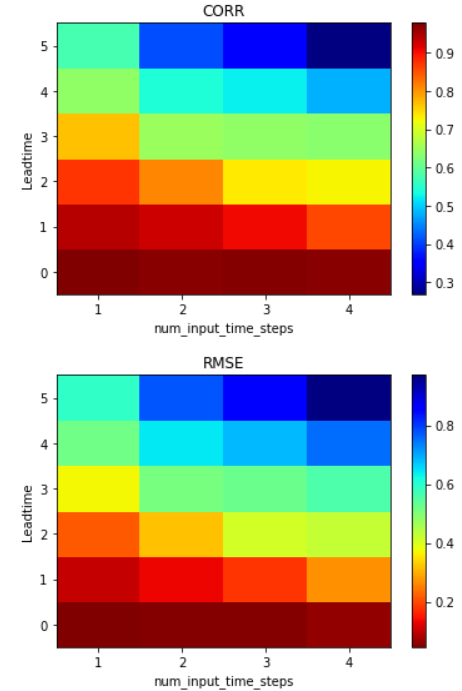 CORR
5
4
3
2
1
0
Leadtime
1 2 3 4
num_input_time_steps
0.9
0.8
0.7
0.6
0.5
0.4
0.3
RMSE
5
4
3
2
1
0
Leadtime
1 2 3 4
num_input_time_steps
0.8
0.6
0.4
0.2